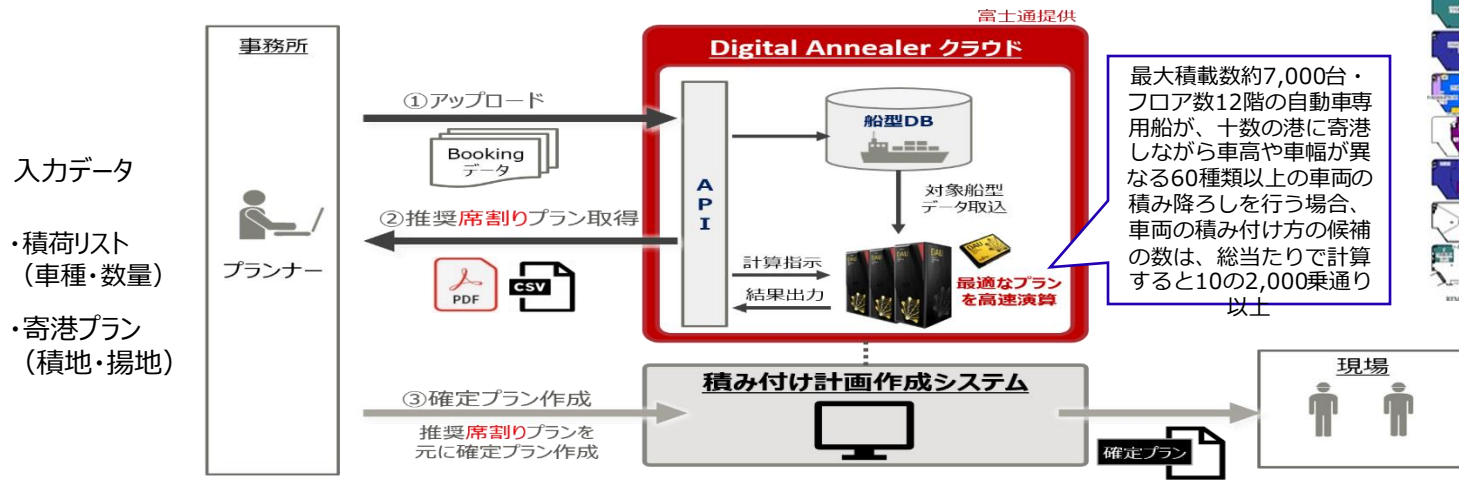 富士通提供
事務所
Digital Annealer クラウド
①アップロード
Booking
データ
船型DB
最大積載数約7,000台・
フロア数12階の自動車専
用船が、十数の港に寄港
しながら車高や車幅が異
なる60種類以上の車両の
積み降ろしを行う場合、
車両の積み付け方の候補
の数は、総当たりで計算
すると10の2,000乗通り
以上
入力データ
・積荷リスト
（車種・数量）
・寄港プラン
（積地・揚地）
プランナー
②推奨席割りプラン取得
PDF
CSV
API
対象船型
データ取込
計算指示
結果出力
DAU
最適なプラン
を高速演算
③確定プラン作成
推奨席割りプランを
元に確定プラン作成
積み付け計画作成システム
確定プラン
現場